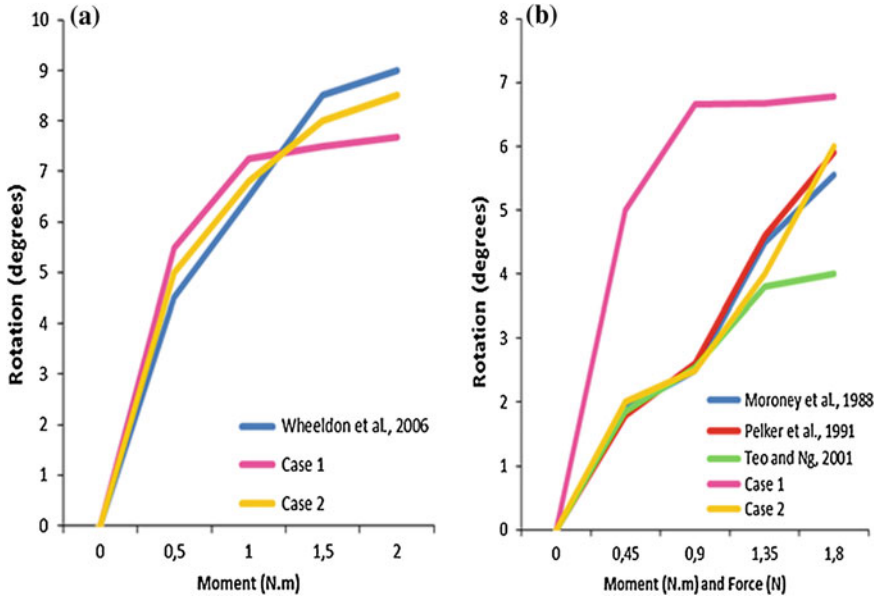 (a)
10
9
8
7
6
5
4
3
2
1
0
Rotation (degrees)
0 0,5 1 1,5 2
Moment (N.m)
Wheeldon et al., 2006
Case 1
Case 2
(b)
8
7
6
5
4
3
2
1
0
Rotation (degrees)
0 0,45 0,9 1,35 1,8
Moment (N.m) and Force (N)
Moroney et al., 1988
Pelker et al., 1991
Teo and Ng, 2001
Case 1
Case 2